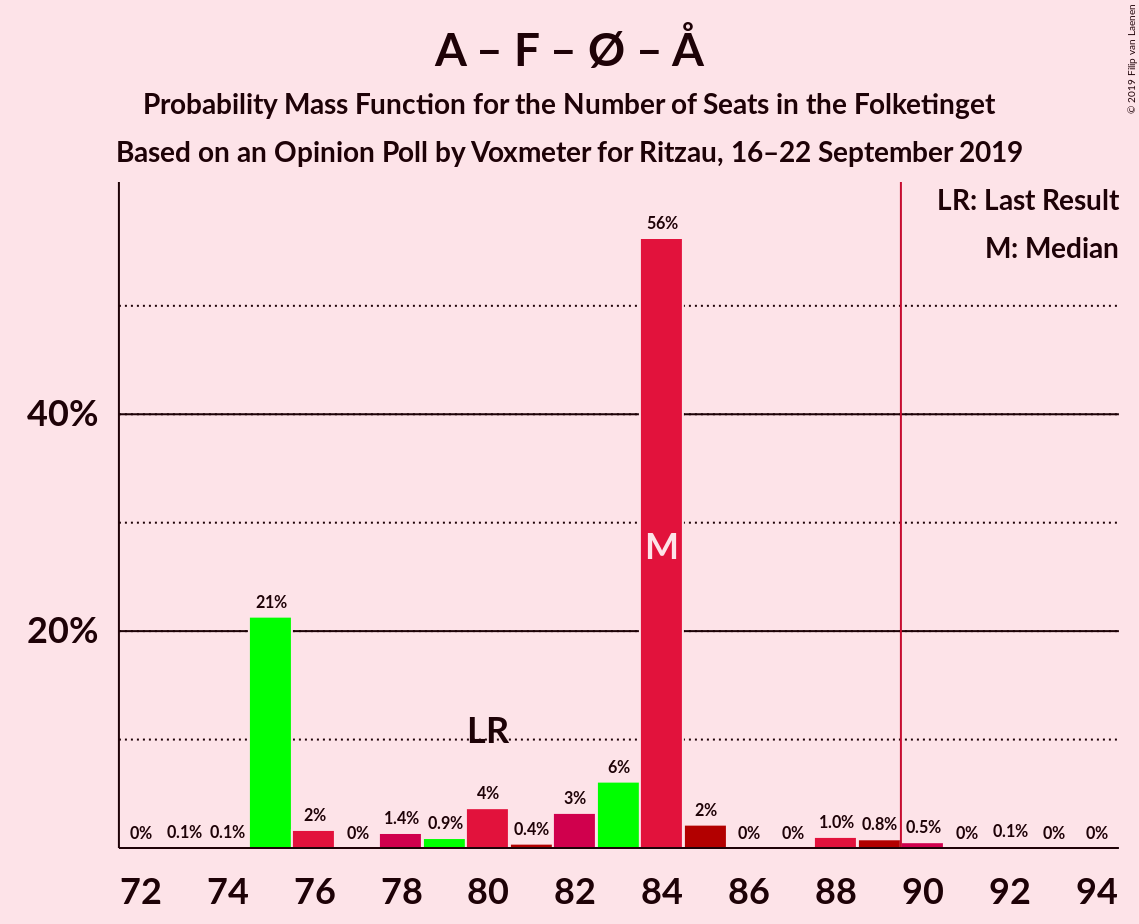 A – F – Ø – Å
Probability Mass Function for the Number of Seats in the Folketinget
Based on an Opinion Poll by Voxmeter for Ritzau, 16–22 September 2019
© 2019 Filip van Laenen
LR: Last Result
M: Median
40%
20%
0% 0.1% 0.1% 21% 2% 0% 1.4% 0.9% 4% 0.4% 3% 6% 56% 2% 0% 0% 1.0% 0.8% 0.5% 0% 0.1% 0% 0%
LR
M
72 74 76 78 80 82 84 86 88 90 92 94